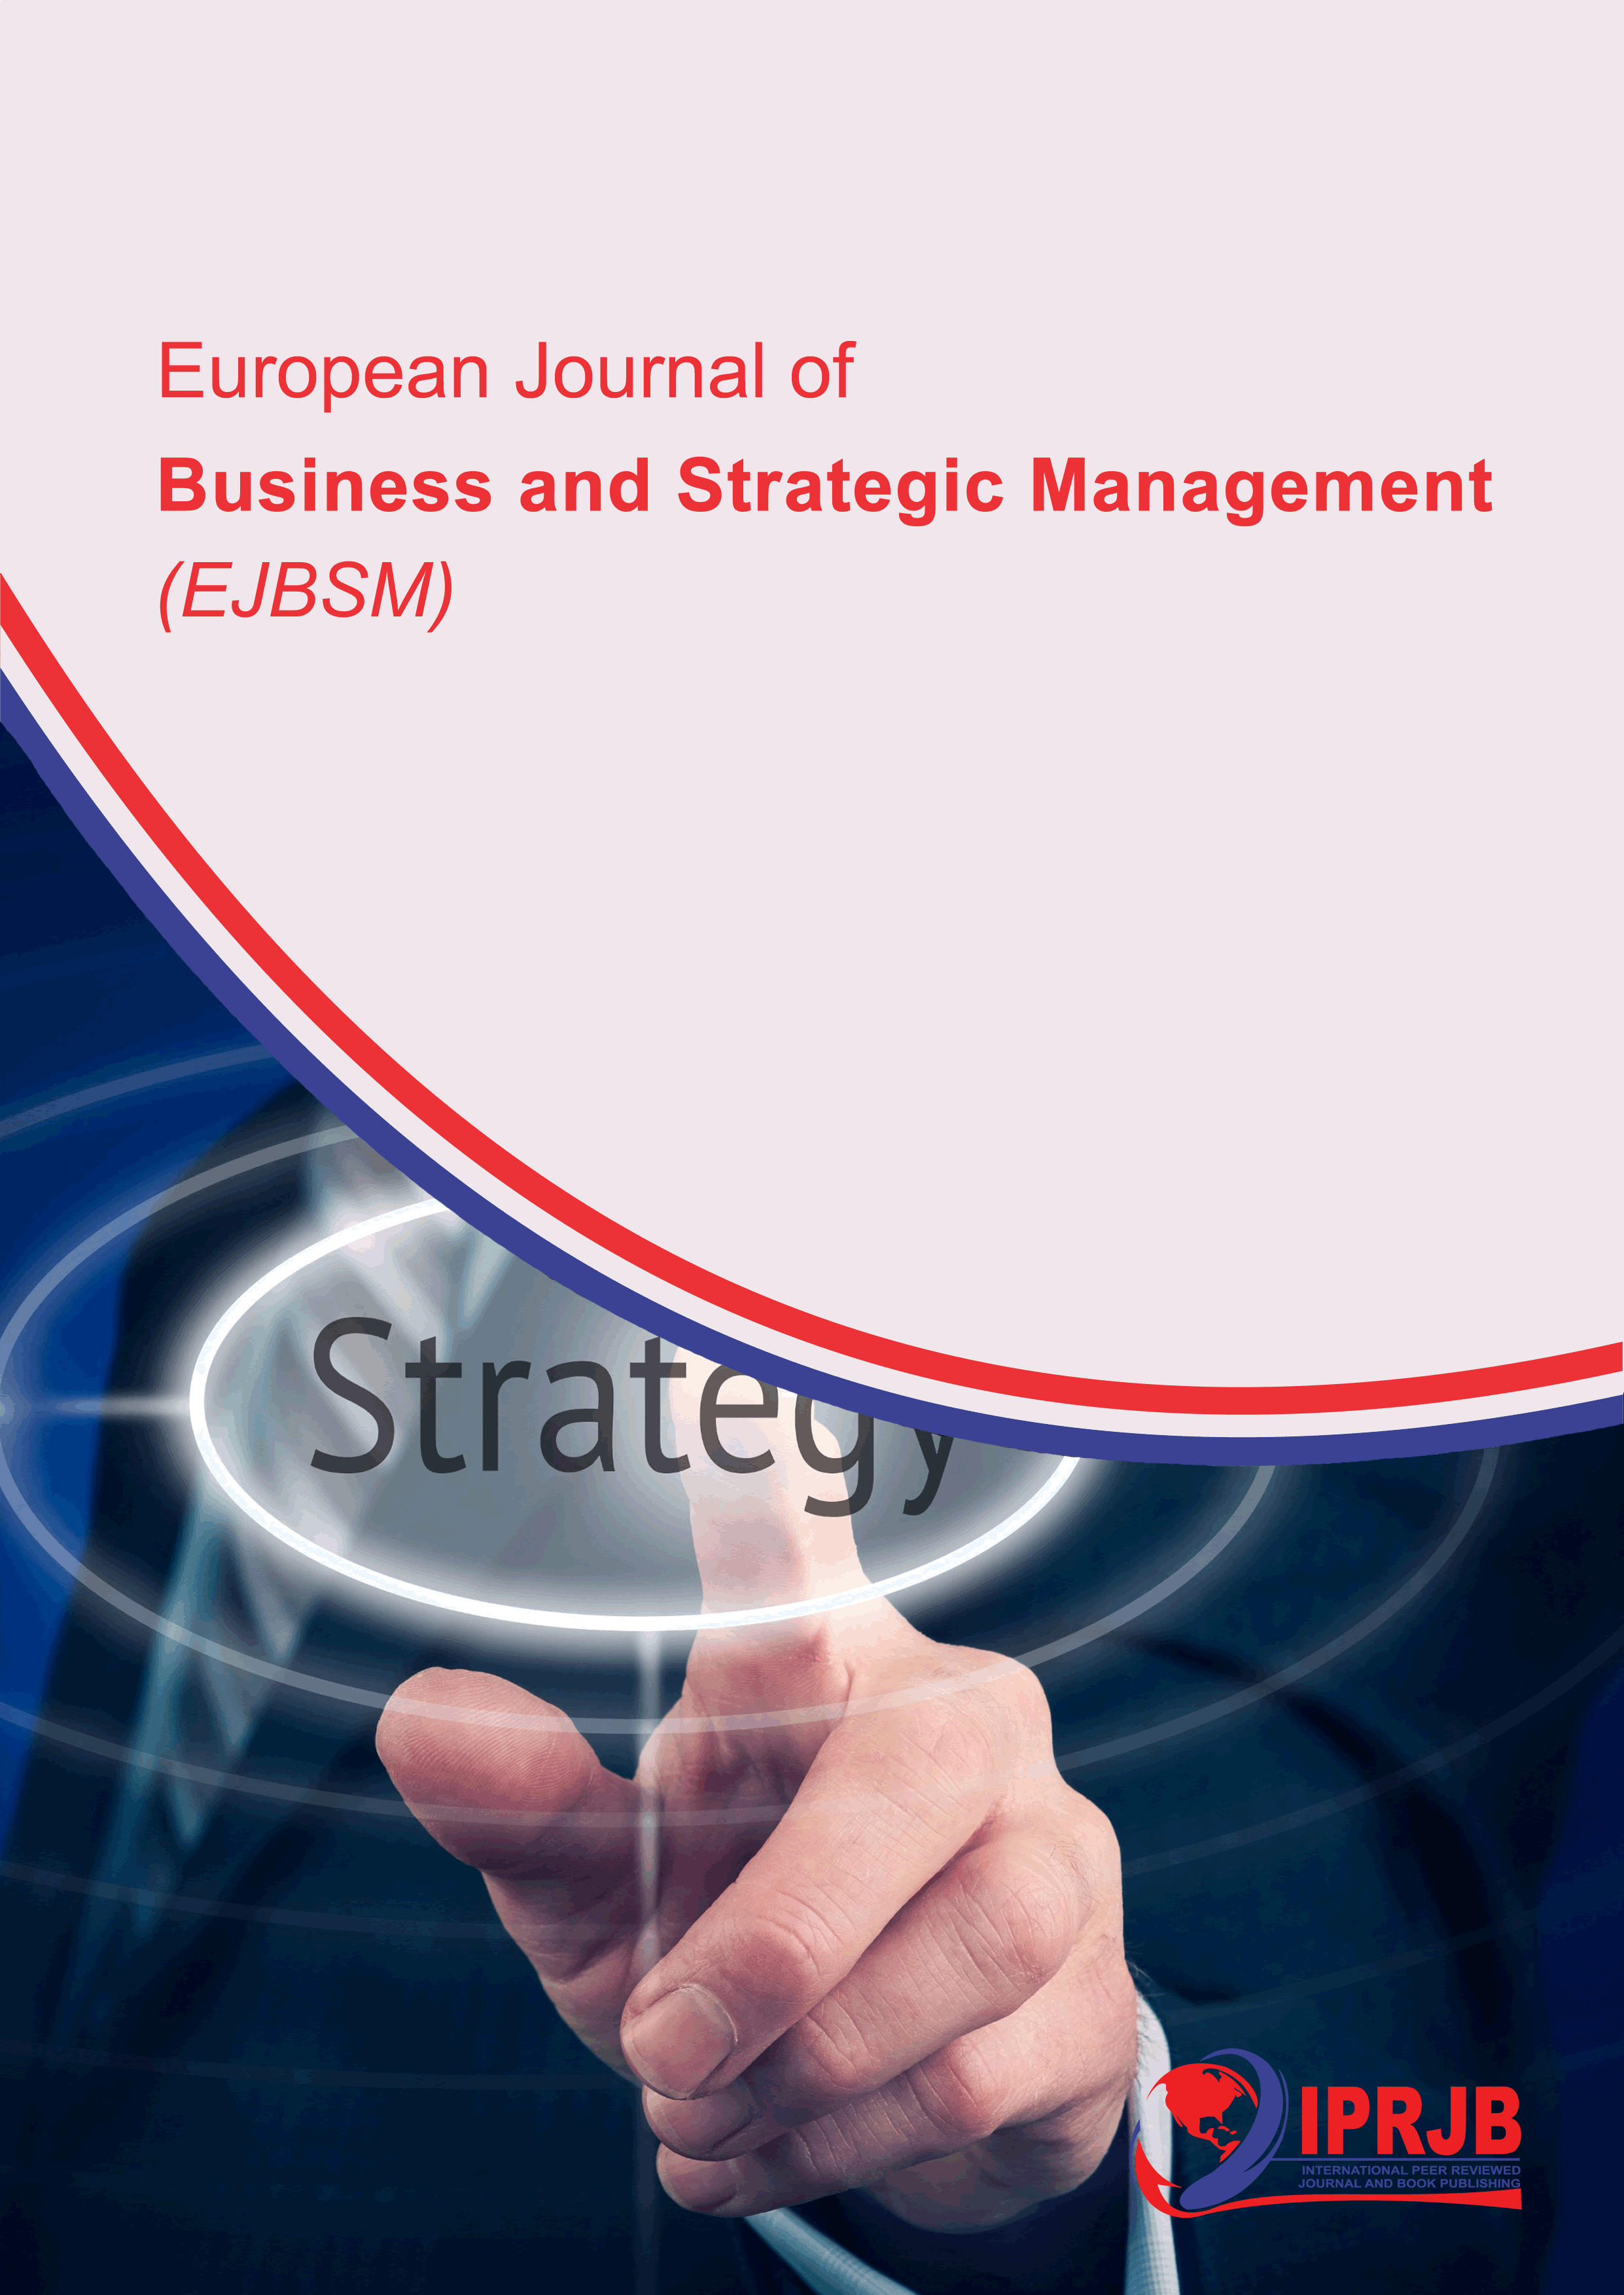 European Journal of
Business and Strategic Management
(EJBSM)
Strategy
IPRJB
INTERNATIONAL PEER REVIEWED
JOURNAL AND BOOK PUBLISHING